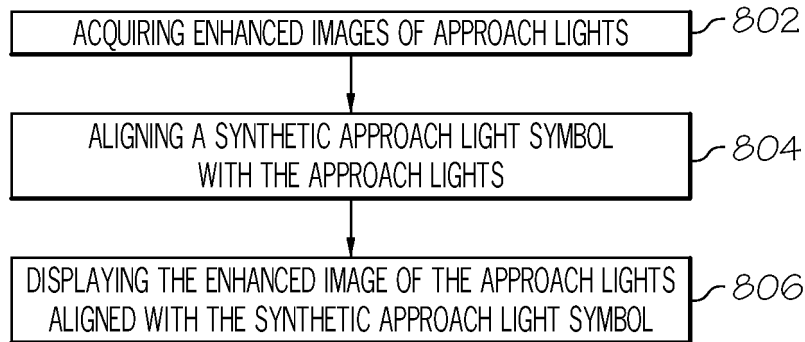 ACQUIRING ENHANCED IMAGES OF APPROACH LIGHTS
802
ALIGNING A SYNTHETIC APPROACH LIGHT SYMBOL
WITH THE APPROACH LIGHTS
804
DISPLAYING THE ENHANCED IMAGE OF THE APPROACH LIGHTS
ALIGNED WITH THE SYNTHETIC APPROACH LIGHT SYMBOL
806